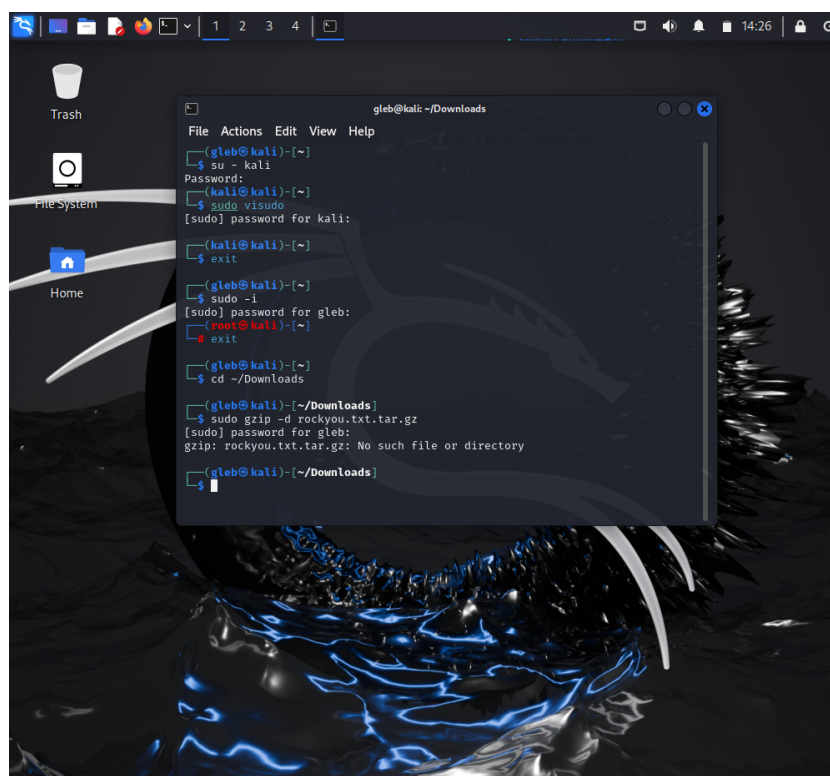 1 2 3 4 14:26
Trash
File System
Home
gleb@kali: ~/Downloads
File Actions Edit View Help
┌──(gleb㉿kali)-[~]
└─$ su - kali
Password:
┌──(kali㉿kali)-[~]
└─$ sudo visudo
[sudo] password for kali:
┌──(kali㉿kali)-[~]
└─$ exit
┌──(gleb㉿kali)-[~]
└─$ sudo -i
[sudo] password for gleb:
┌──(root㉿kali)-[~]
└─# exit
┌──(gleb㉿kali)-[~]
└─$ cd ~/Downloads
┌──(gleb㉿kali)-[~/Downloads]
└─$ sudo gzip -d rockyou.txt.tar.gz
[sudo] password for gleb:
gzip: rockyou.txt.tar.gz: No such file or directory
┌──(gleb㉿kali)-[~/Downloads]
└─$